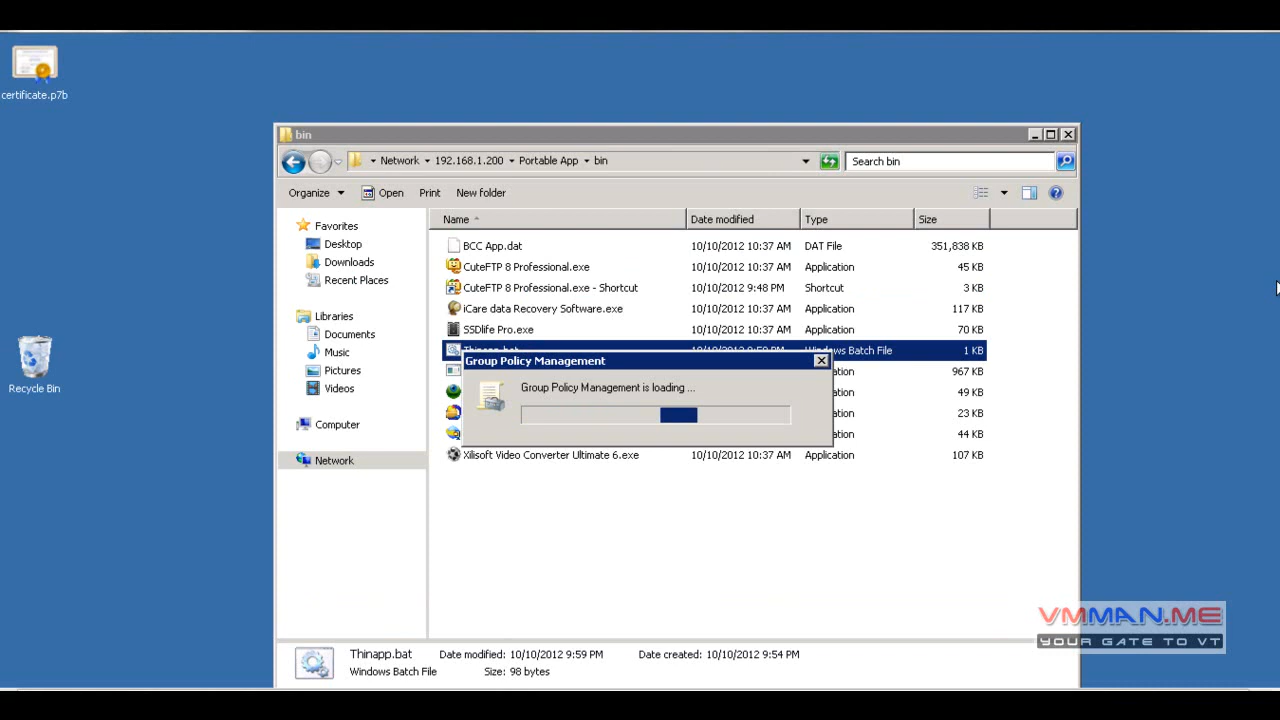 certificate.p7b
Recycle Bin
bin
Network 192.168.1.200 Portable App bin
Search bin
Organize Open Print New folder
Favorites
Desktop
Downloads
Recent Places
Libraries
Documents
Music
Pictures
Videos
Computer
Network
Name Date modified Type Size
BCC App.dat 10/10/2012 10:37 AM DAT File 351,838 KB
CuteFTP 8 Professional.exe 10/10/2012 10:37 AM Application 45 KB
CuteFTP 8 Professional.exe - Shortcut 10/10/2012 9:48 PM Shortcut 3 KB
iCare data Recovery Software.exe 10/10/2012 10:37 AM Application 117 KB
SSDlife Pro.exe 10/10/2012 10:37 AM Application 70 KB
Thinapp.bat 10/10/2012 9:59 PM Windows Batch File 1 KB
967 KB
49 KB
23 KB
44 KB
Xilisoft Video Converter Ultimate 6.exe 10/10/2012 10:37 AM Application 107 KB
Group Policy Management
Group Policy Management is loading ...
Thinapp.bat Date modified: 10/10/2012 9:59 PM Date created: 10/10/2012 9:54 PM
Windows Batch File Size: 98 bytes
VMMAN.ME
YOUR GATE TO VT